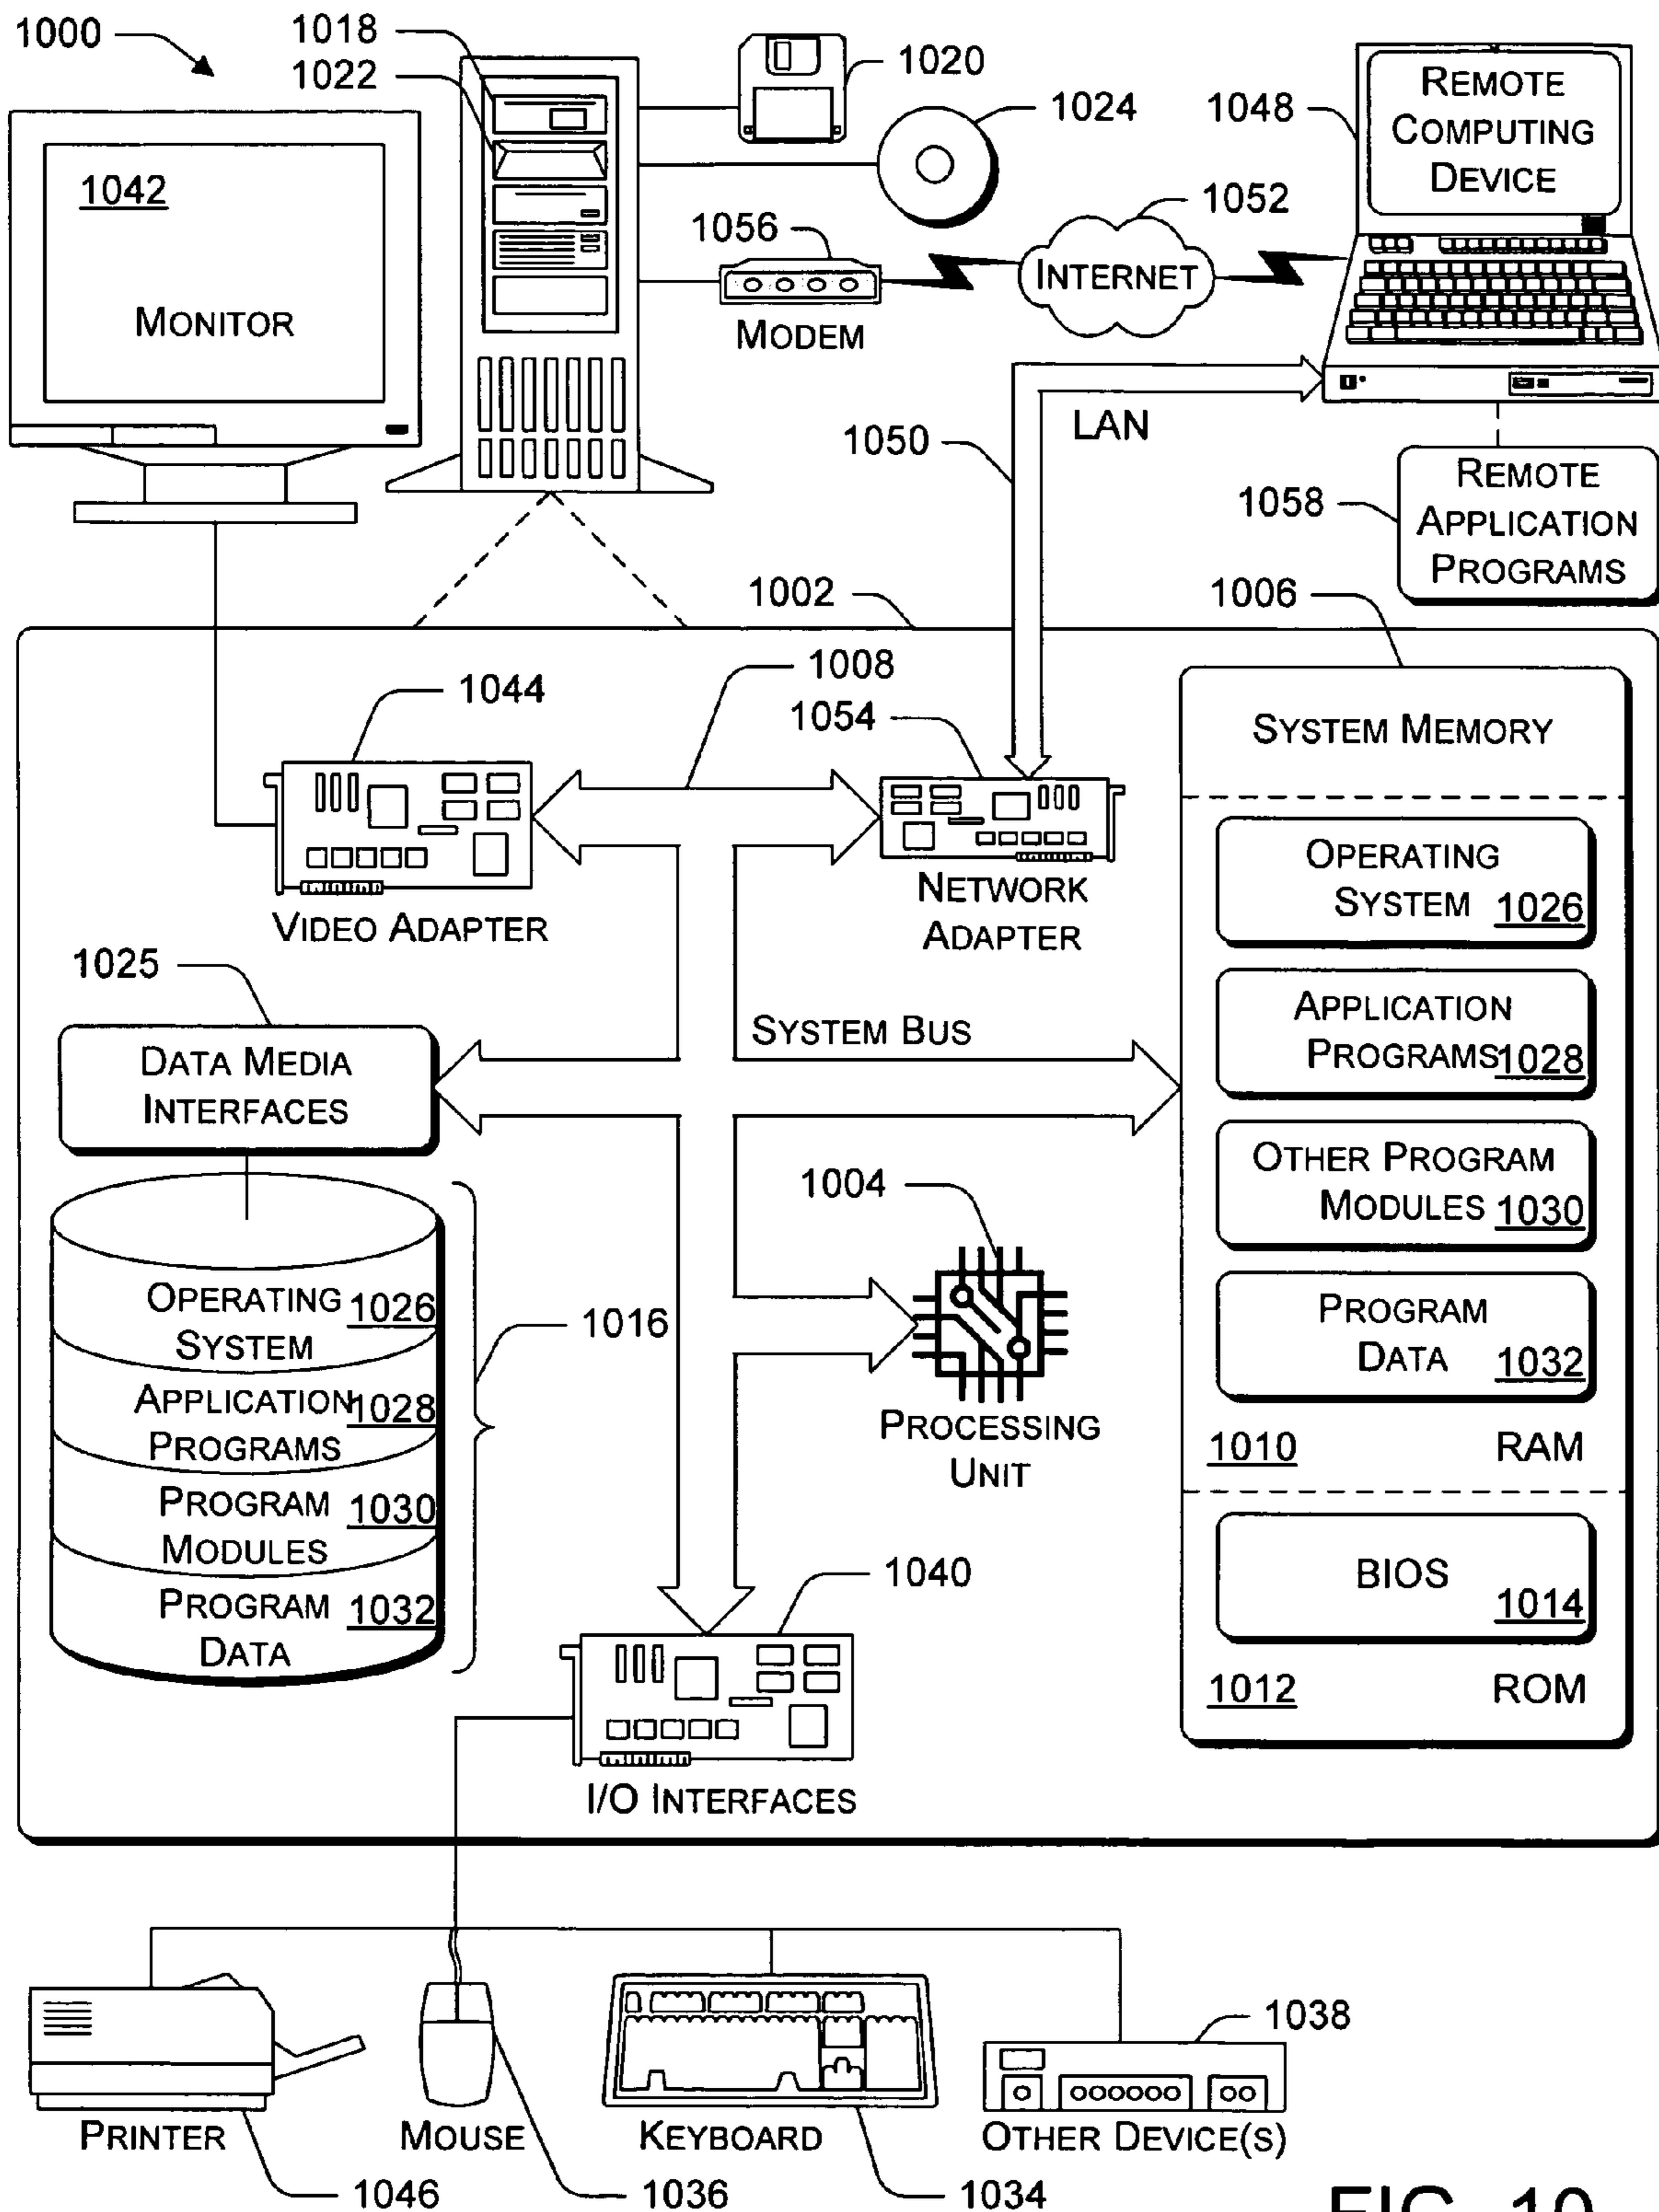 1000
1018
1022
1020
1024
1048
REMOTE
COMPUTING
DEVICE
1042
MONITOR
1056
MODEM
1052
INTERNET
1050
LAN
1058
REMOTE
APPLICATION
PROGRAMS
1002
1006
1008
1044
1054
VIDEO ADAPTER
NETWORK
ADAPTER
SYSTEM MEMORY
OPERATING
SYSTEM 1026
APPLICATION
PROGRAMS 1028
OTHER PROGRAM
MODULES 1030
PROGRAM
DATA 1032
1010 RAM
BIOS
1014
1012 ROM
1025
DATA MEDIA
INTERFACES
SYSTEM BUS
1004
PROCESSING
UNIT
OPERATING 1026
SYSTEM
APPLICATION 1028
PROGRAMS
PROGRAM 1030
MODULES
PROGRAM 1032
DATA
1016
1040
I/O INTERFACES
1038
PRINTER
MOUSE
KEYBOARD
OTHER DEVICE(S)
1046
1036
1034
FIG. 10